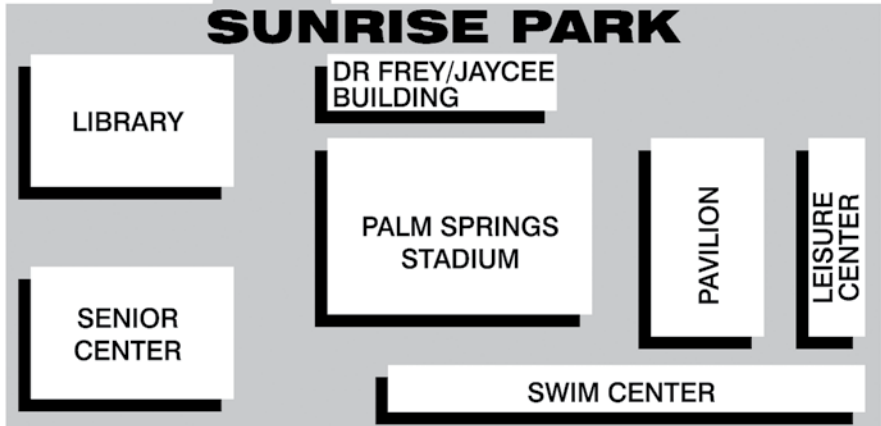 SUNRISE PARK
LIBRARY
DR FREY/JAYCEE
BUILDING
PALM SPRINGS
STADIUM
PAVILION
LEISURE
CENTER
SENIOR
CENTER
SWIM CENTER